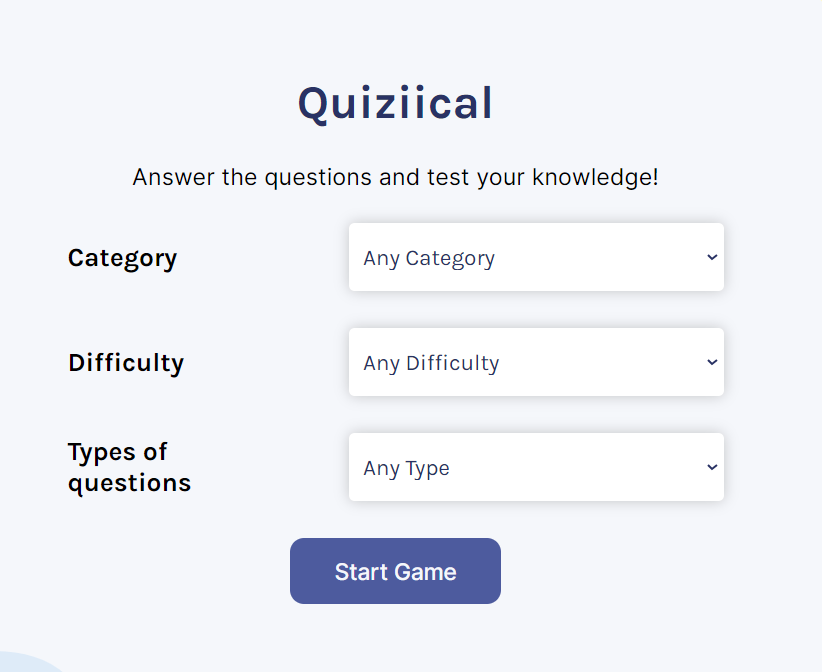 Quiziical
Answer the questions and test your knowledge!
Category
Any Category
Difficulty
Any Difficulty
Types of
questions
Any Type
Start Game